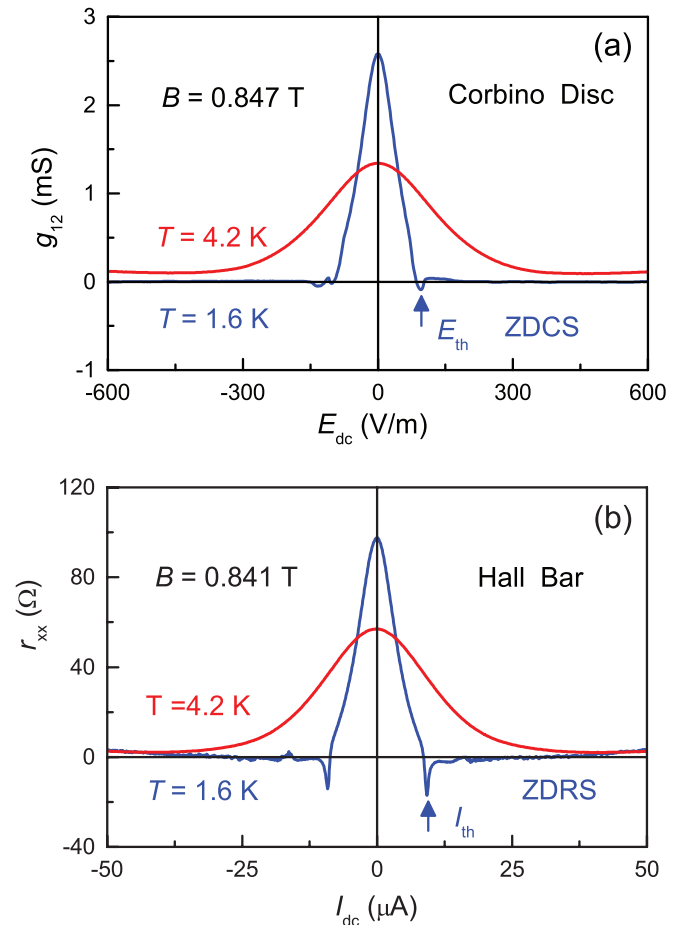 (a)
B = 0.847 T
Corbino Disc
g12 (mS)
3
2
1
0
-1
T = 4.2 K
T = 1.6 K
Eth
ZDCS
-600
-300
0
300
600
Edc (V/m)
(b)
B = 0.841 T
Hall Bar
rxx (Ω)
120
80
40
0
-40
T =4.2 K
T = 1.6 K
Ith
ZDRS
-50
-25
0
25
50
Idc (μA)